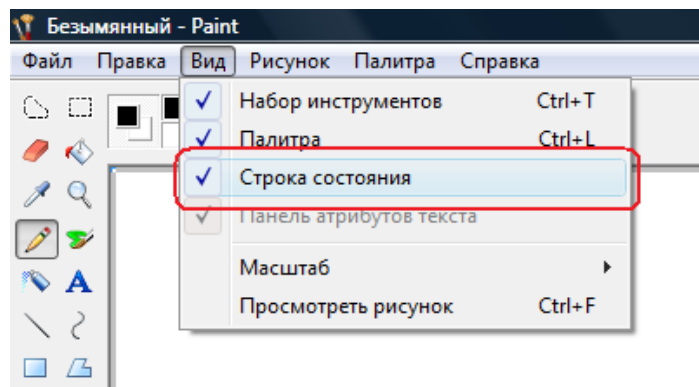 Безымянный - Paint
Файл Правка Вид Рисунок Палитра Справка
Набор инструментов Ctrl+T
Палитра Ctrl+L
Строка состояния
Панель атрибутов текста
Масштаб
Просмотреть рисунок Ctrl+F
A